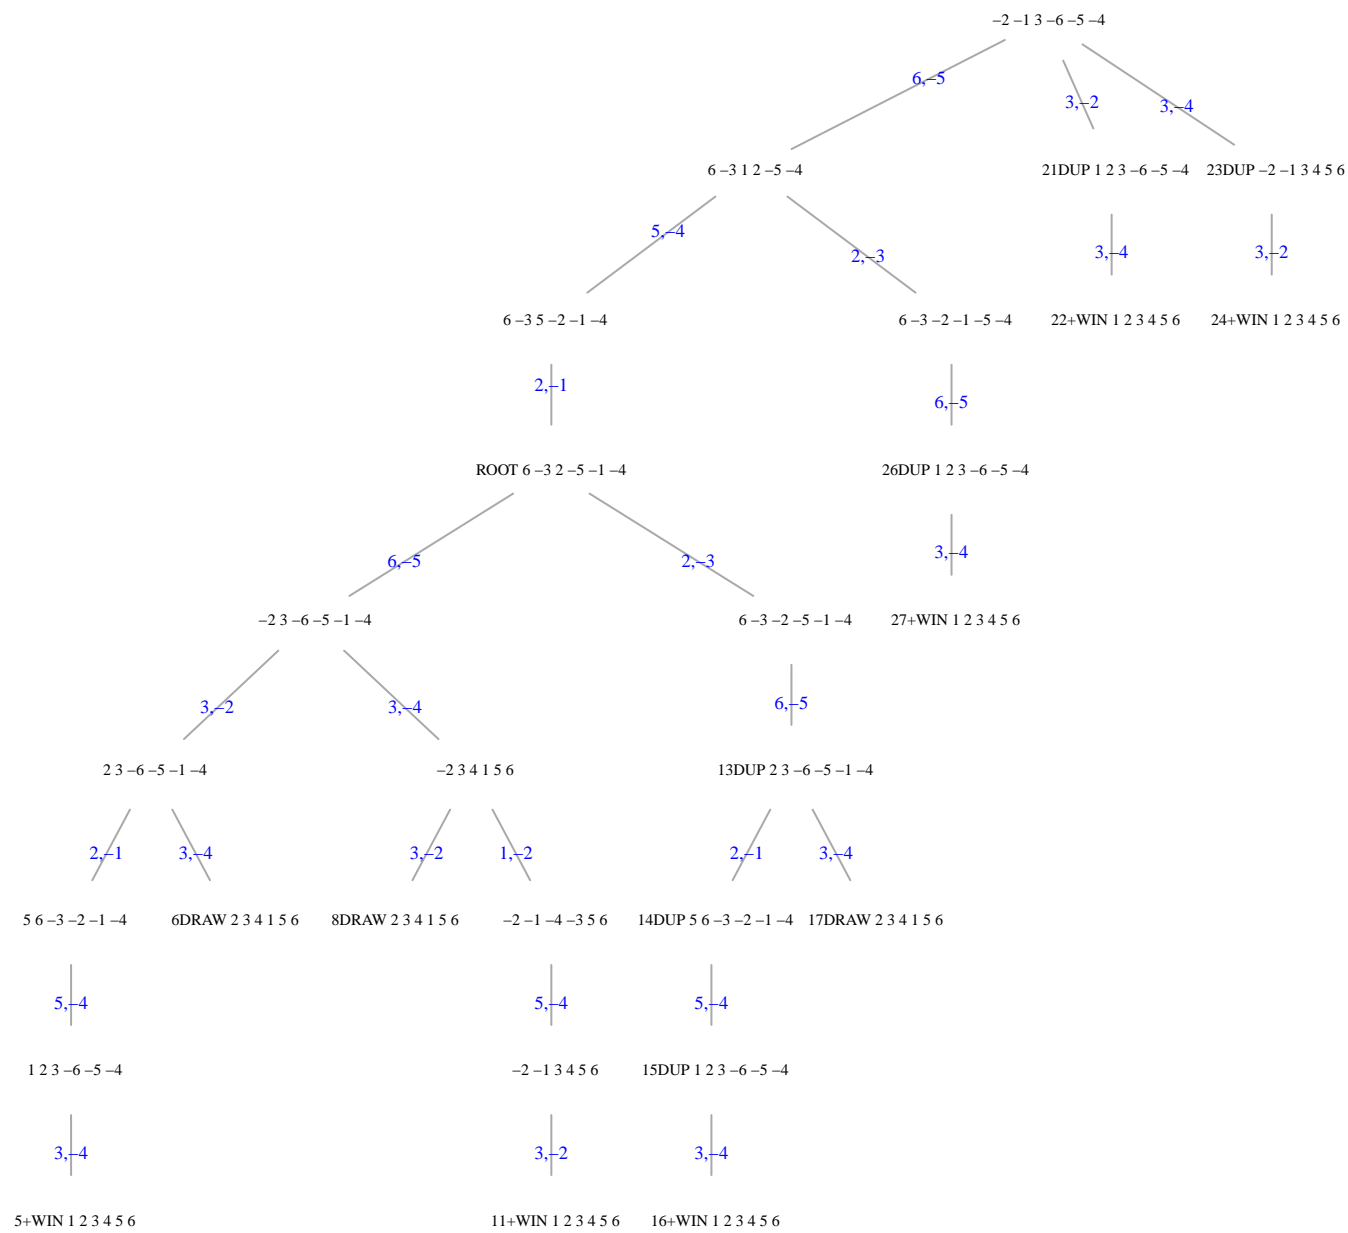 −2 −1 3 −6 −5 −4
6,−5
3,−2
3,−4
6 −3 1 2 −5 −4
21DUP 1 2 3 −6 −5 −4
23DUP −2 −1 3 4 5 6
5,−4
2,−3
3,−4
3,−2
6 −3 5 −2 −1 −4
6 −3 −2 −1 −5 −4
22+WIN 1 2 3 4 5 6
24+WIN 1 2 3 4 5 6
2,−1
6,−5
ROOT 6 −3 2 −5 −1 −4
26DUP 1 2 3 −6 −5 −4
6,−5
2,−3
3,−4
−2 3 −6 −5 −1 −4
6 −3 −2 −5 −1 −4
27+WIN 1 2 3 4 5 6
3,−2
3,−4
6,−5
2 3 −6 −5 −1 −4
−2 3 4 1 5 6
13DUP 2 3 −6 −5 −1 −4
2,−1
3,−4
3,−2
1,−2
2,−1
3,−4
5 6 −3 −2 −1 −4
6DRAW 2 3 4 1 5 6
8DRAW 2 3 4 1 5 6
−2 −1 −4 −3 5 6
14DUP 5 6 −3 −2 −1 −4
17DRAW 2 3 4 1 5 6
5,−4
5,−4
5,−4
1 2 3 −6 −5 −4
−2 −1 3 4 5 6
15DUP 1 2 3 −6 −5 −4
3,−4
3,−2
3,−4
5+WIN 1 2 3 4 5 6
11+WIN 1 2 3 4 5 6
16+WIN 1 2 3 4 5 6